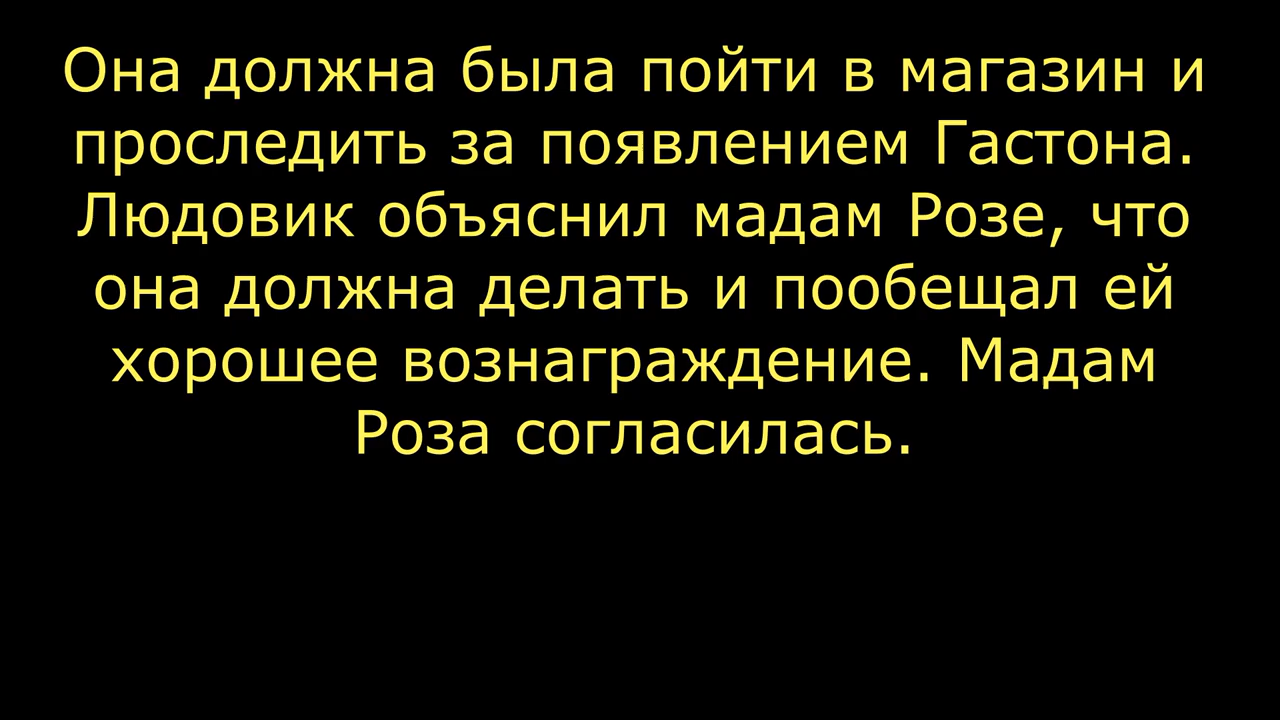 Она должна была пойти в магазин и
проследить за появлением Гастона.
Людовик объяснил мадам Розе, что
она должна делать и пообещал ей
хорошее вознаграждение. Мадам
Роза согласилась.